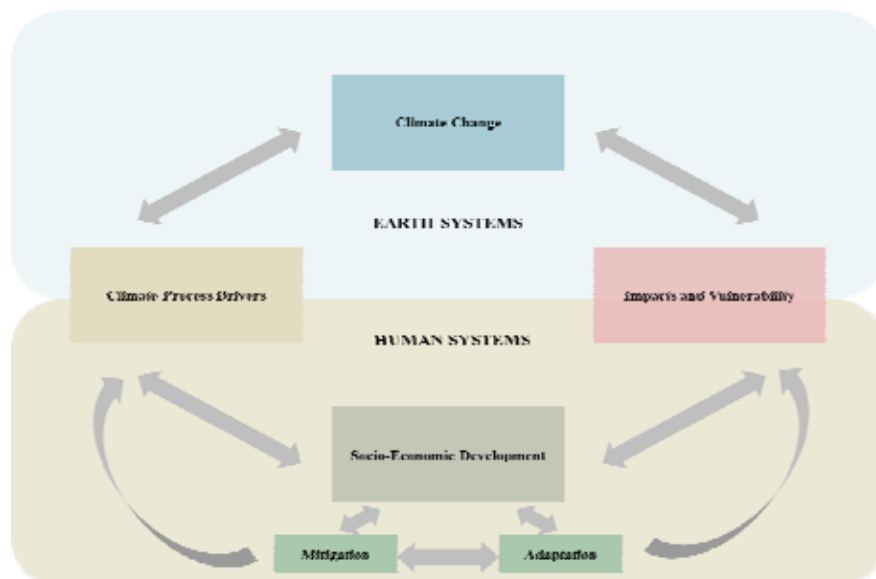 Climate Change
EARTH SYSTEMS
Climate Process Drivers
Impacts and Vulnerability
HUMAN SYSTEMS
Socio-Economic Development
Mitigation
Adaptation